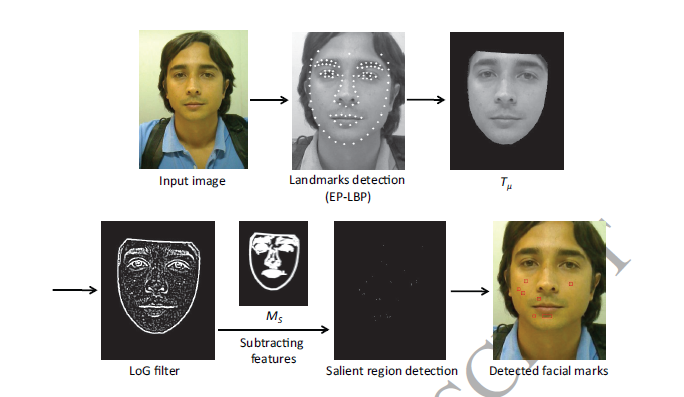 Input image
Landmarks detection
(EP-LBP)
Tμ
MS
Subtracting
features
LoG filter
Salient region detection
Detected facial marks